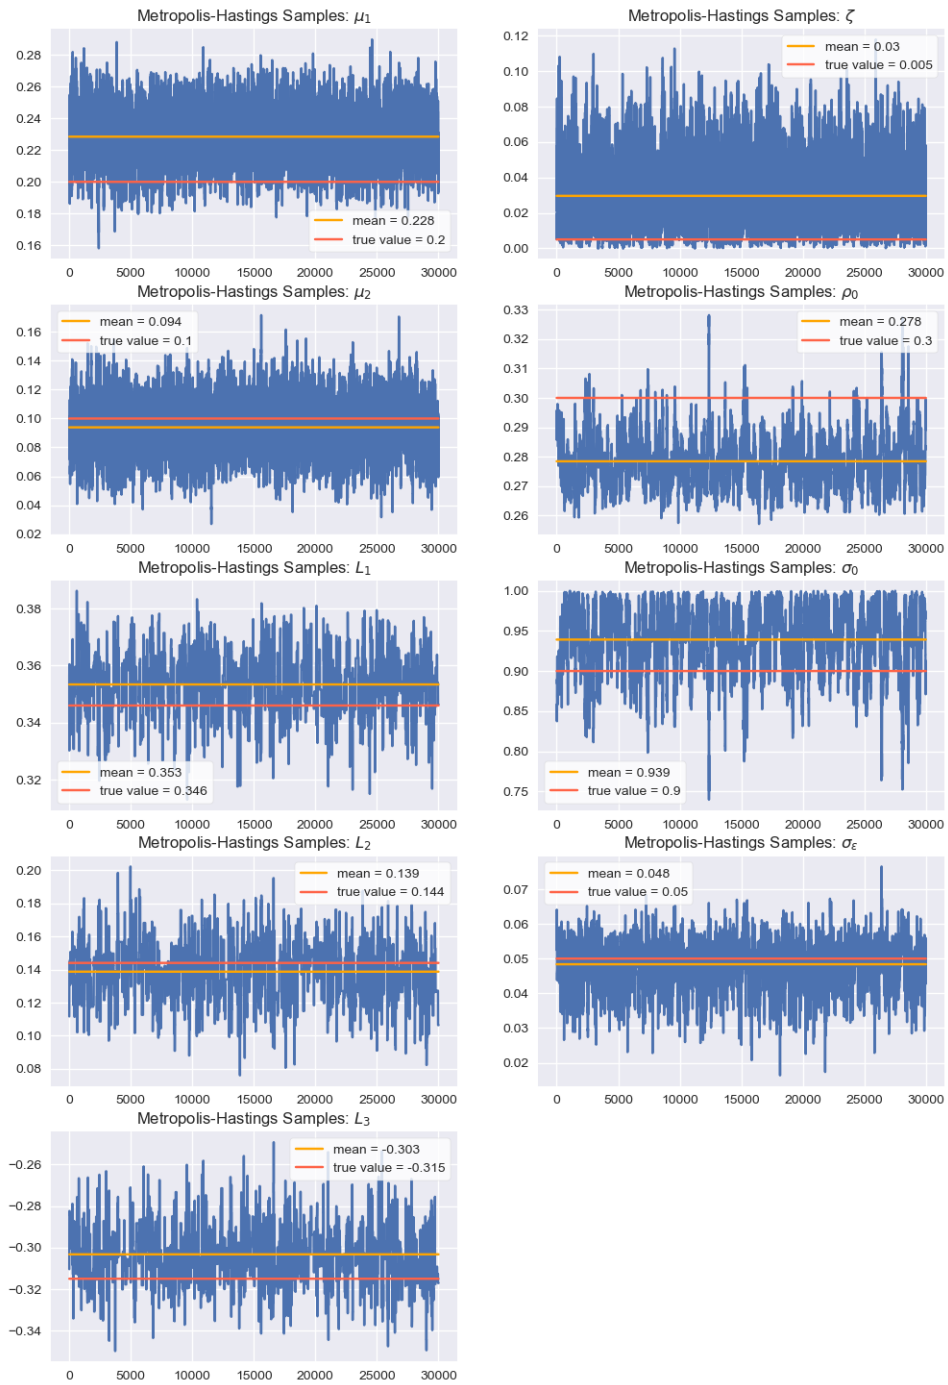 Metropolis-Hastings Samples: μ₁
0.28
0.26
0.24
0.22
0.20
0.18
0.16
mean = 0.228
true value = 0.2
0 5000 10000 15000 20000 25000 30000
Metropolis-Hastings Samples: ζ
0.12
0.10
0.08
0.06
0.04
0.02
0.00
mean = 0.03
true value = 0.005
0 5000 10000 15000 20000 25000 30000
Metropolis-Hastings Samples: μ₂
0.16
0.14
0.12
0.10
0.08
0.06
0.04
0.02
mean = 0.094
true value = 0.1
0 5000 10000 15000 20000 25000 30000
Metropolis-Hastings Samples: ρ₀
0.33
0.32
0.31
0.30
0.29
0.28
0.27
0.26
mean = 0.278
true value = 0.3
0 5000 10000 15000 20000 25000 30000
Metropolis-Hastings Samples: L₁
0.38
0.36
0.34
0.32
mean = 0.353
true value = 0.346
0 5000 10000 15000 20000 25000 30000
Metropolis-Hastings Samples: σ₀
1.00
0.95
0.90
0.85
0.80
0.75
mean = 0.939
true value = 0.9
0 5000 10000 15000 20000 25000 30000
Metropolis-Hastings Samples: L₂
0.20
0.18
0.16
0.14
0.12
0.10
0.08
mean = 0.139
true value = 0.144
0 5000 10000 15000 20000 25000 30000
Metropolis-Hastings Samples: σ_ε
0.07
0.06
0.05
0.04
0.03
0.02
mean = 0.048
true value = 0.05
0 5000 10000 15000 20000 25000 30000
Metropolis-Hastings Samples: L₃
−0.26
−0.28
−0.30
−0.32
−0.34
mean = -0.303
true value = -0.315
0 5000 10000 15000 20000 25000 30000